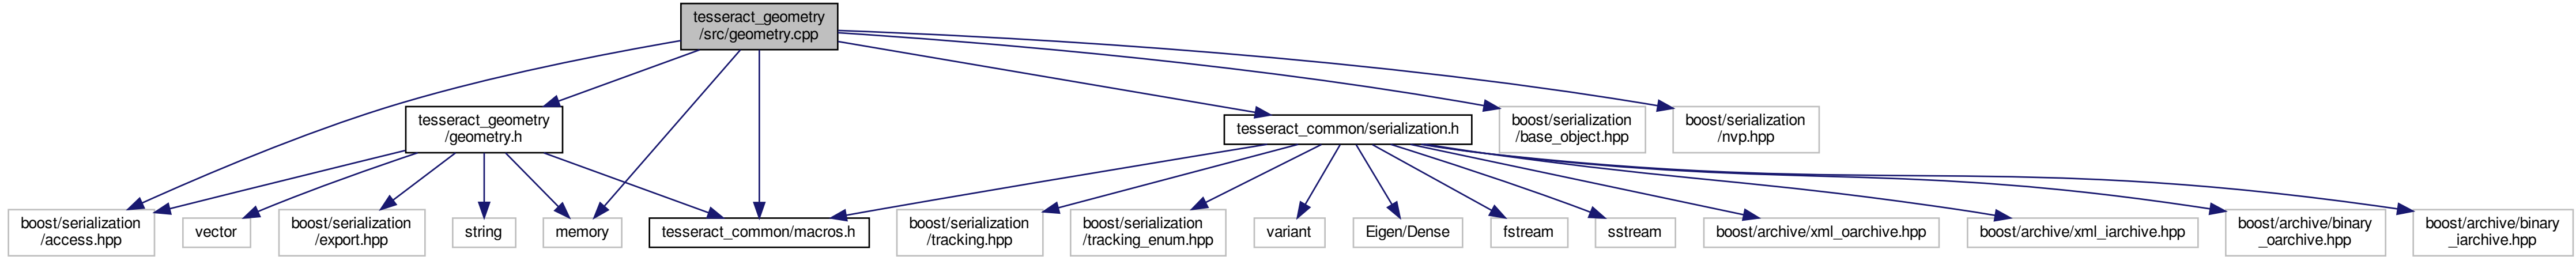 tesseract_geometry
/src/geometry.cpp
tesseract_geometry
/geometry.h
tesseract_common/serialization.h
boost/serialization
/base_object.hpp
boost/serialization
/nvp.hpp
boost/serialization
/access.hpp
vector
boost/serialization
/export.hpp
string
memory
tesseract_common/macros.h
boost/serialization
/tracking.hpp
boost/serialization
/tracking_enum.hpp
variant
Eigen/Dense
fstream
sstream
boost/archive/xml_oarchive.hpp
boost/archive/xml_iarchive.hpp
boost/archive/binary
_oarchive.hpp
boost/archive/binary
_iarchive.hpp